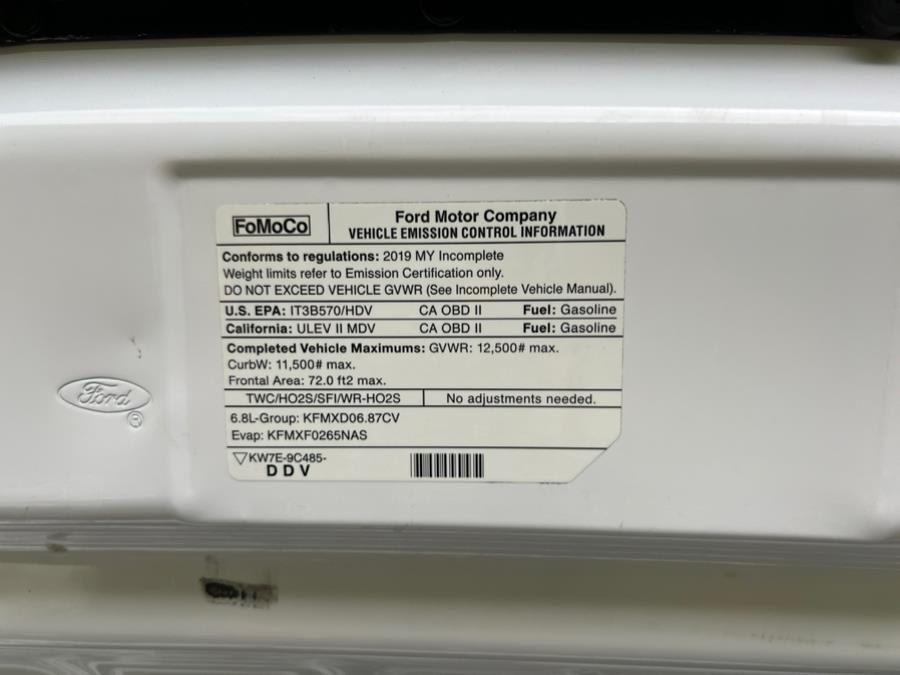 FoMoCo
Ford Motor Company
VEHICLE EMISSION CONTROL INFORMATION
Conforms to regulations: 2019 MY Incomplete
Weight limits refer to Emission Certification only.
DO NOT EXCEED VEHICLE GVWR (See Incomplete Vehicle Manual).
U.S. EPA: IT3B570/HDV CA OBD II Fuel: Gasoline
California: ULEV II MDV CA OBD II Fuel: Gasoline
Completed Vehicle Maximums: GVWR: 12,500# max.
CurbW: 11,500# max.
Frontal Area: 72.0 ft2 max.
TWC/HO2S/SFI/WR-HO2S No adjustments needed.
6.8L-Group: KFMXD06.87CV
Evap: KFMXF0265NAS
KW7E-9C485-
DDV
Ford
®